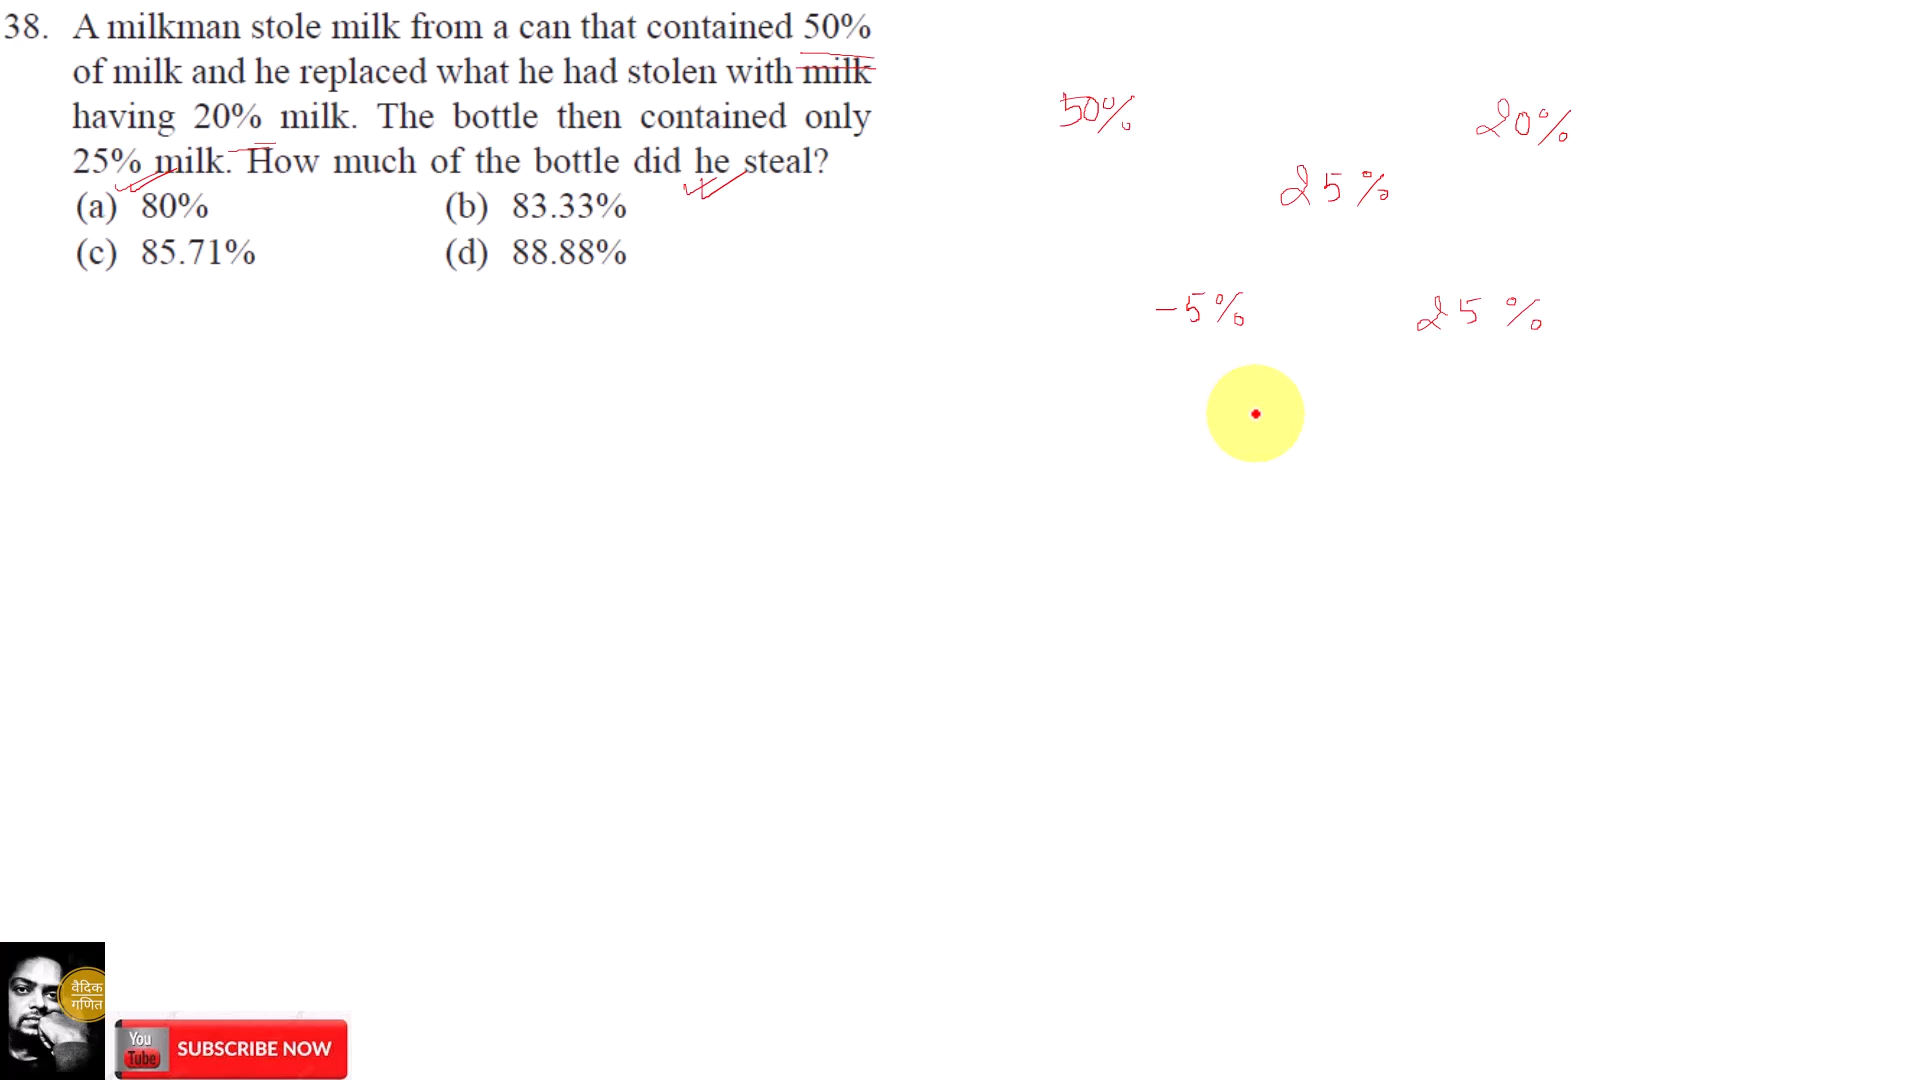 38. A milkman stole milk from a can that contained 50%
of milk and he replaced what he had stolen with milk
having 20% milk. The bottle then contained only
25% milk. How much of the bottle did he steal?
(a) 80% (b) 83.33%
(c) 85.71% (d) 88.88%
50% 20%
25%
-5% 25%
वैदिक
गणित
You
Tube
SUBSCRIBE NOW